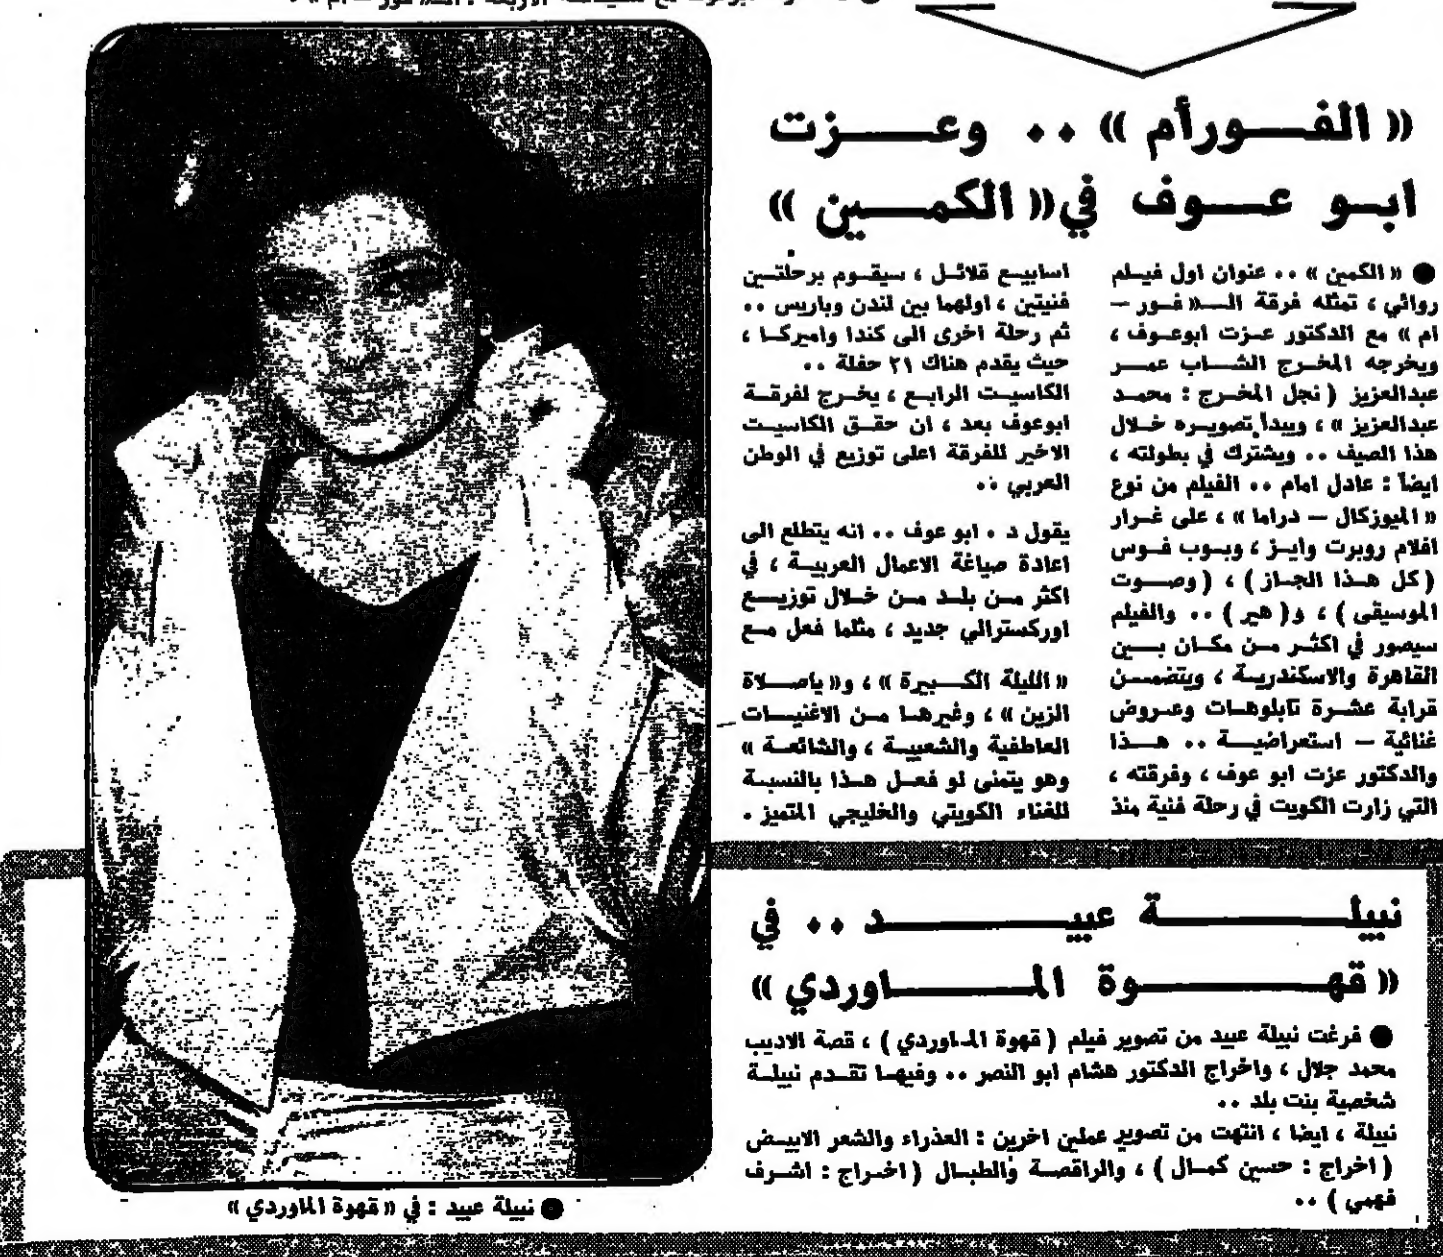 « الفورأم » .. وعزت
ابو عوف في « الكمين »
● « الكمين » .. عنوان اول فيلم
روائي ، تمثله فرقة الـ « فور –
ام » مع الدكتور عزت ابوعوف ،
ويخرجه المخرج الشاب عمر
عبدالعزيز ( نجل المخرج : محمد
عبدالعزيز » ، ويبدأ تصويره خلال
هذا الصيف .. ويشترك في بطولته ،
ايضاً : عادل امام .. الفيلم من نوع
« الميوزكال – دراما » ، على غرار
افلام روبرت وايز ، وبوب فوس
( كل هذا الجاز ) ، ( وصوت
الموسيقى ) ، و ( هير ) .. والفيلم
سيصور في اكثر من مكان بين
القاهرة والاسكندرية ، ويتضمن
قرابة عشرة تابلوهات وعروض
غنائية – استعراضية .. هذا
والدكتور عزت ابو عوف ، وفرقته ،
التي زارت الكويت في رحلة فنية منذ
اسابيع قلائل ، سيقوم برحلتين
فنيتين ، اولهما بين لندن وباريس ..
ثم رحلة اخرى الى كندا واميركا ،
حيث يقدم هناك ٢١ حفلة ..
الكاسيت الرابع ، يخرج لفرقة
ابوعوف بعد ، ان حقق الكاسيت
الاخير للفرقة اعلى توزيع في الوطن
العربي ..
يقول د . ابو عوف .. انه يتطلع الى
اعادة صياغة الاعمال العربية ، في
اكثر من بلد من خلال توزيع
اوركسترالي جديد ، مثلما فعل مع
« الليلة الكبيرة » ، و « ياصلاة
الزين » ، وغيرها من الاغنيات
العاطفية والشعبية ، والشائعة »
وهو يتمنى لو فعل هذا بالنسبة
للغناء الكويتي والخليجي المتميز .
نبيلة عبيد .. في
« قهوة الماوردي »
● فرغت نبيلة عبيد من تصوير فيلم ( قهوة الماوردي ) ، قصة الاديب
محمد جلال ، واخراج الدكتور هشام ابو النصر .. وفيها تقدم نبيلة
شخصية بنت بلد ..
نبيلة ، ايضا ، انتهت من تصوير عملين اخرين : العذراء والشعر الابيض
( اخراج : حسين كمال ) ، والراقصة والطبال ( اخراج : اشرف
فهمي ) ..
● نبيلة عبيد : في « قهوة الماوردي »